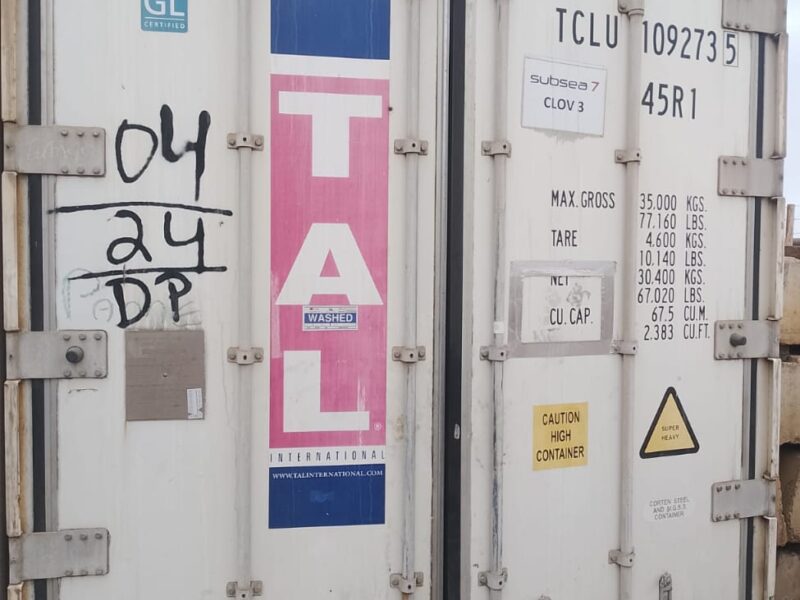 GL
CERTIFIED
04
24
DP
TAL
WASHED
®
INTERNATIONAL
WWW.TALINTERNATIONAL.COM
TCLU 109273 5
subsea 7
CLOV 3
45R1
MAX. GROSS 35.000 KGS.
77.160 LBS.
TARE 4.600 KGS.
10.140 LBS.
NET 30.400 KGS.
67.020 LBS.
CU. CAP. 67.5 CU.M.
2.383 CU.FT.
CAUTION
HIGH
CONTAINER
SUPER
HEAVY
CORTEN STEEL
CONTAINER